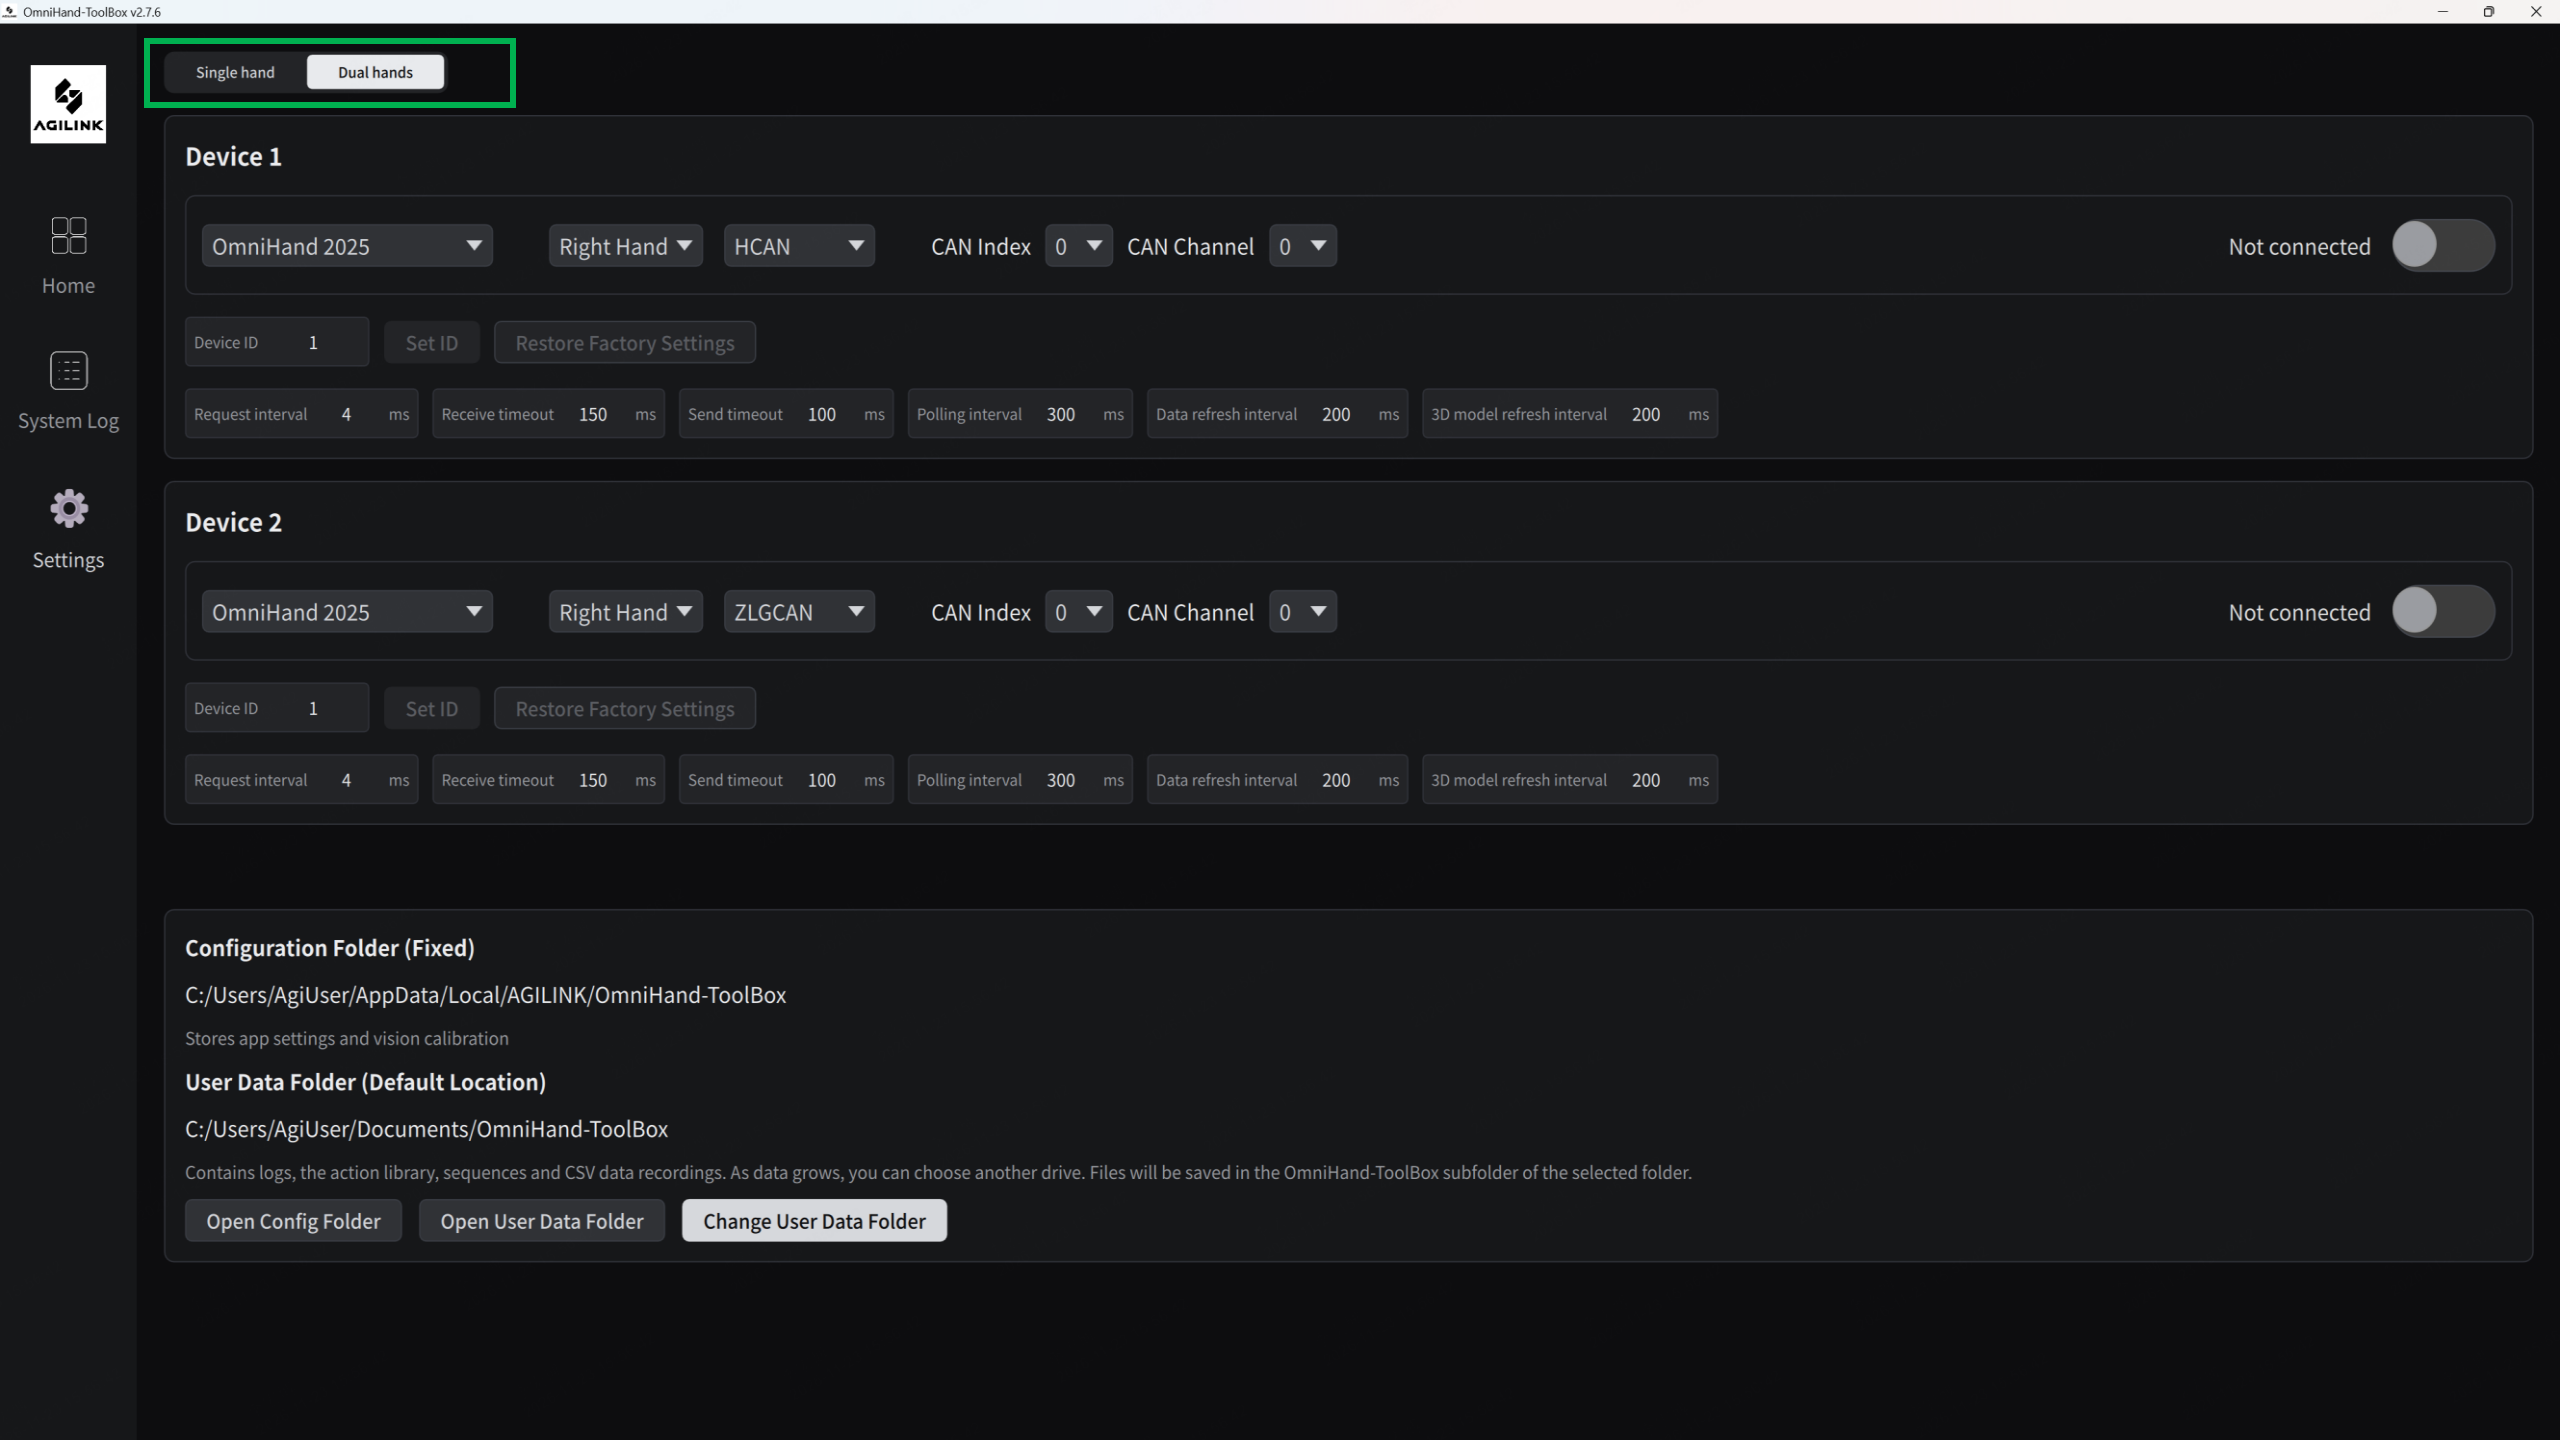 OmniHand-ToolBox v2.7.6
Single hand Dual hands
AGILINK
Home
System Log
Settings
Device 1
OmniHand 2025 Right Hand HCAN CAN Index 0 CAN Channel 0 Not connected
Device ID 1 Set ID Restore Factory Settings
Request interval 4 ms Receive timeout 150 ms Send timeout 100 ms Polling interval 300 ms Data refresh interval 200 ms 3D model refresh interval 200 ms
Device 2
OmniHand 2025 Right Hand ZLGCAN CAN Index 0 CAN Channel 0 Not connected
Device ID 1 Set ID Restore Factory Settings
Request interval 4 ms Receive timeout 150 ms Send timeout 100 ms Polling interval 300 ms Data refresh interval 200 ms 3D model refresh interval 200 ms
Configuration Folder (Fixed)
C:/Users/AgiUser/AppData/Local/AGILINK/OmniHand-ToolBox
Stores app settings and vision calibration
User Data Folder (Default Location)
C:/Users/AgiUser/Documents/OmniHand-ToolBox
Contains logs, the action library, sequences and CSV data recordings. As data grows, you can choose another drive. Files will be saved in the OmniHand-ToolBox subfolder of the selected folder.
Open Config Folder Open User Data Folder Change User Data Folder